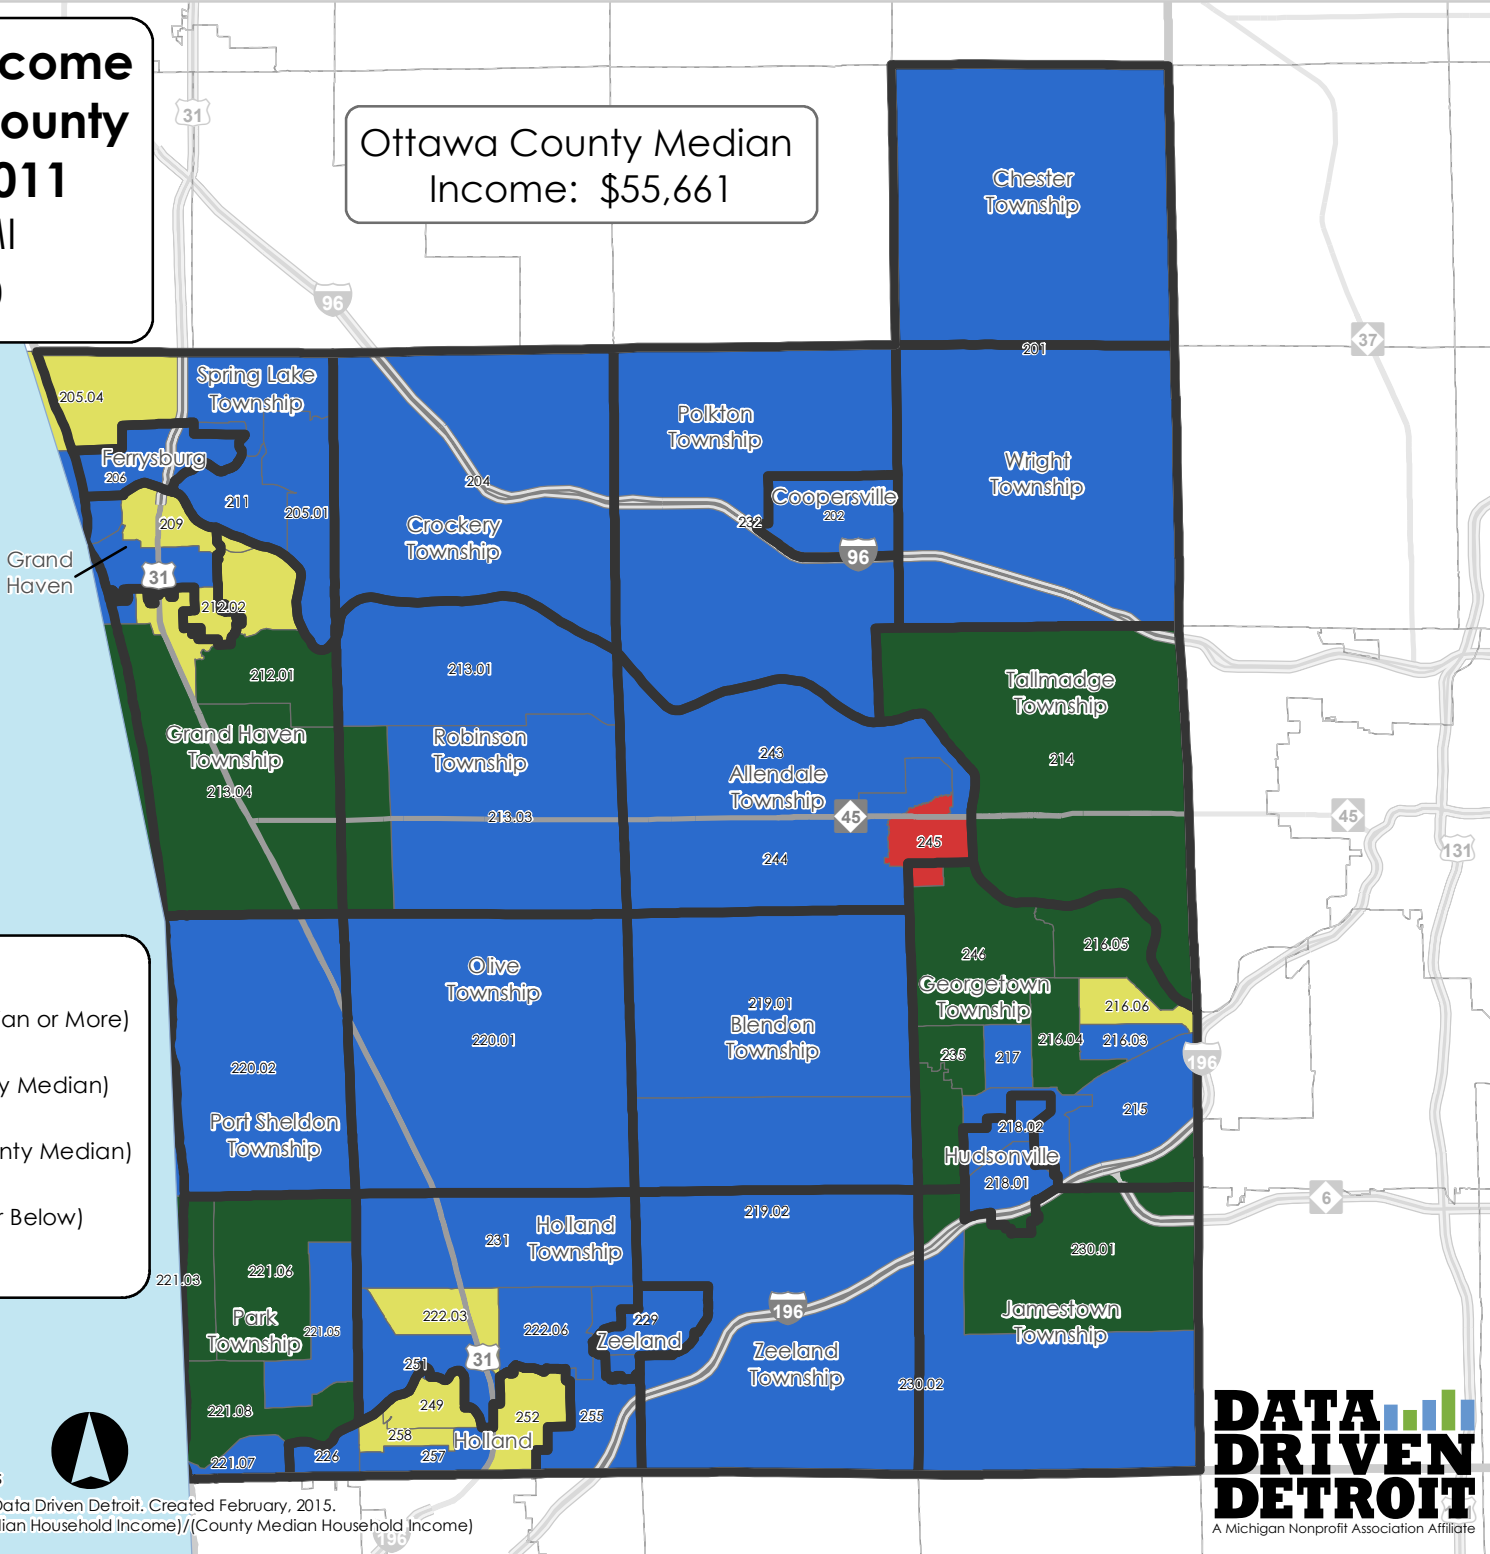 come
ounty
011
MI
)
Ottawa County Median
Income: $55,661
31
96
37
Chester
Township
201
205.04
Spring Lake
Township
Polkton
Township
Wright
Township
Ferrysburg
206
211
205.01
204
Crockery
Township
Coopersville
202
232
96
209
Grand
Haven
31
212.02
212.01
213.01
Tallmadge
Township
Grand Haven
Township
213.04
Robinson
Township
213.03
243
Allendale
Township
45
244
245
214
45
131
246
216.05
Georgetown
Township
216.06
216.04
216.03
235
217
196
215
Olive
Township
220.01
219.01
Blendon
Township
220.02
Port Sheldon
Township
218.02
Hudsonville
218.01
6
an or More)
y Median)
nty Median)
r Below)
221.03
221.06
Park
Township
221.05
221.08
221.07
226
231
Holland
Township
219.02
230.01
222.03
222.06
229
Zeeland
196
Jamestown
Township
31
251
249
252
255
258
257
Holland
Zeeland
Township
230.02
DATA
DRIVEN
DETROIT
A Michigan Nonprofit Association Affiliate
Data Driven Detroit. Created February, 2015.
ian Household Income)/(County Median Household Income)
196